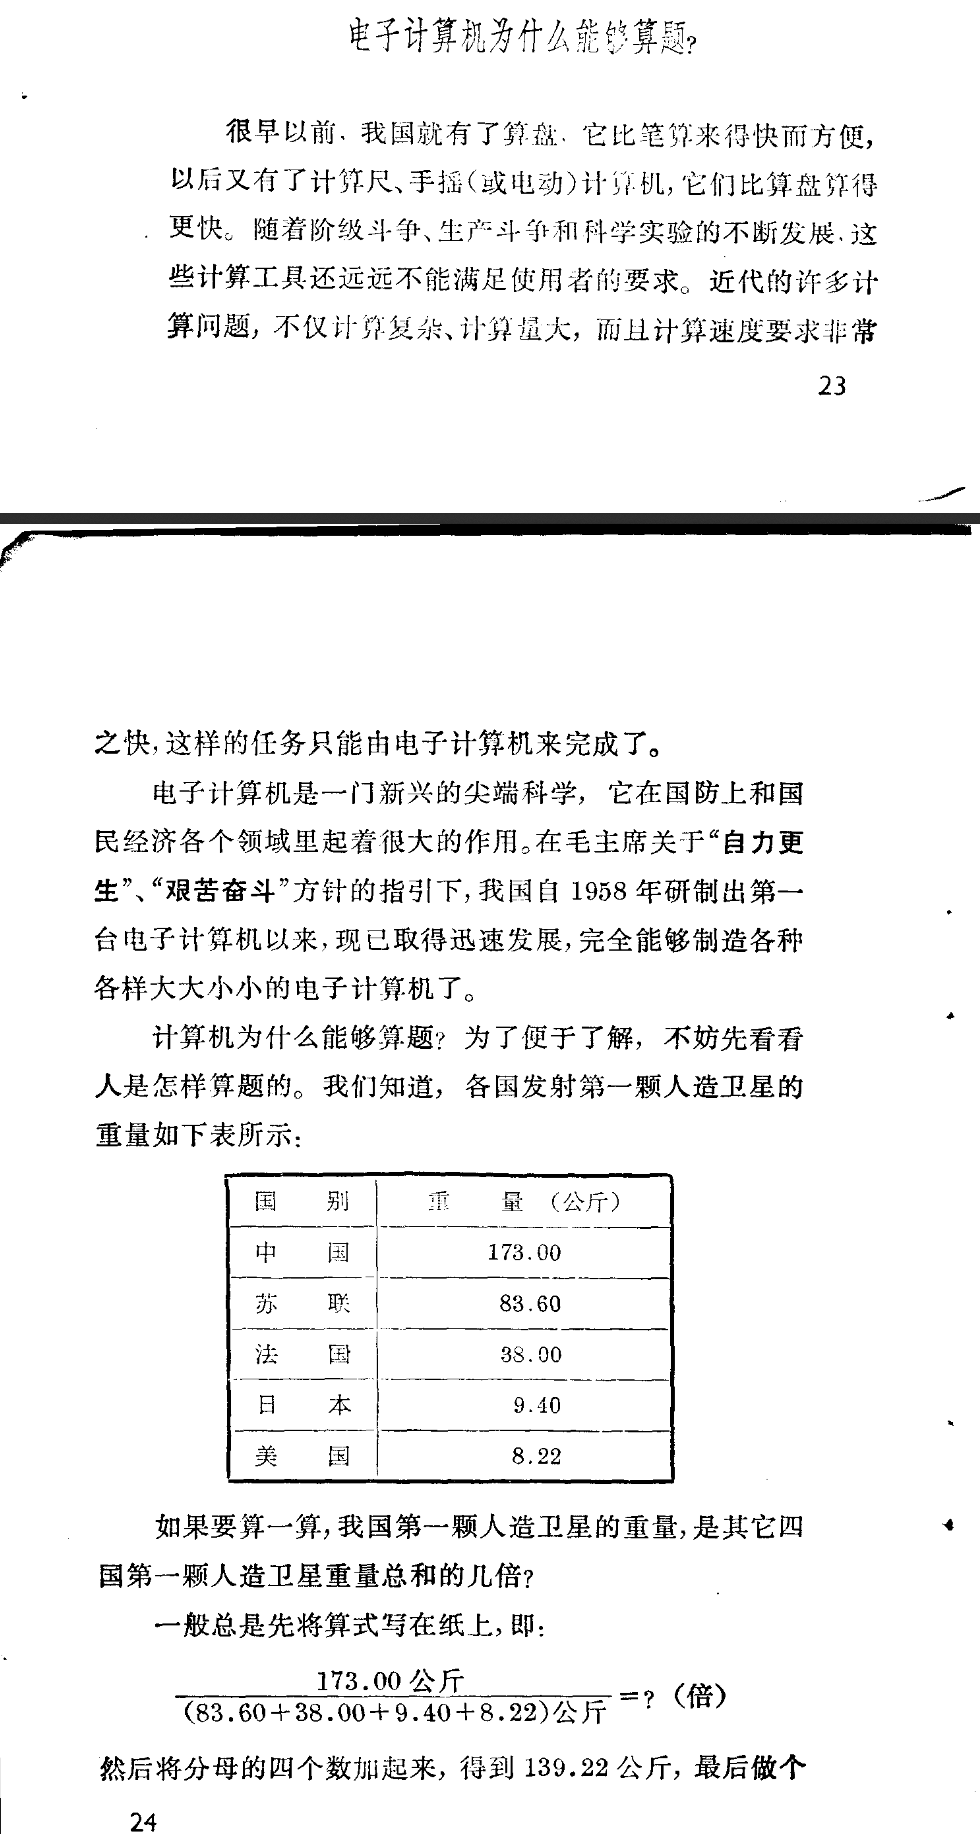 电子计算机为什么能够算题?
很早以前、我国就有了算盘、它比笔算来得快而方便,
以后又有了计算尺、手摇(或电动)计算机,它们比算盘算得
更快。随着阶级斗争、生产斗争和科学实验的不断发展、这
些计算工具还远远不能满足使用者的要求。近代的许多计
算问题,不仅计算复杂、计算量大,而且计算速度要求非常
23
之快,这样的任务只能由电子计算机来完成了。
电子计算机是一门新兴的尖端科学,它在国防上和国
民经济各个领域里起着很大的作用。在毛主席关于“自力更
生”、“艰苦奋斗”方针的指引下,我国自1958年研制出第一
台电子计算机以来,现已取得迅速发展,完全能够制造各种
各样大大小小的电子计算机了。
计算机为什么能够算题?为了便于了解,不妨先看看
人是怎样算题的。我们知道,各国发射第一颗人造卫星的
重量如下表所示:
国 别 重 量(公斤)
中 国 173.00
苏 联 83.60
法 国 38.00
日 本 9.40
美 国 8.22
如果要算一算,我国第一颗人造卫星的重量,是其它四
国第一颗人造卫星重量总和的几倍?
一般总是先将算式写在纸上,即:
173.00公斤
(83.60+38.00+9.40+8.22)公斤 =?(倍)
然后将分母的四个数加起来,得到139.22公斤,最后做个
24